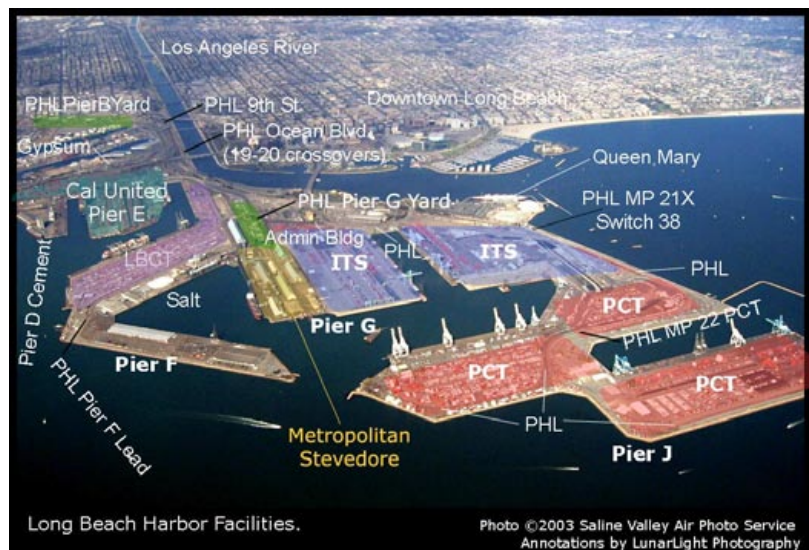 Los Angeles River
PHL Pier B Yard
PHL 9th St.
Downtown Long Beach
PHL Ocean Blvd.
(19-20 crossovers)
Gypsum
Queen Mary
Cal United
Pier E
PHL Pier G Yard
PHL MP 21X
Switch 38
Admin Bldg
LBCT
ITS
PHL
ITS
PHL
Salt
Pier D Cement
PCT
Pier G
PHL MP 22 PCT
Pier F
PHL Pier F Lead
PCT
PCT
PHL
Metropolitan
Stevedore
Pier J
Long Beach Harbor Facilities.
Photo ©2003 Saline Valley Air Photo Service
Annotations by LunarLight Photography